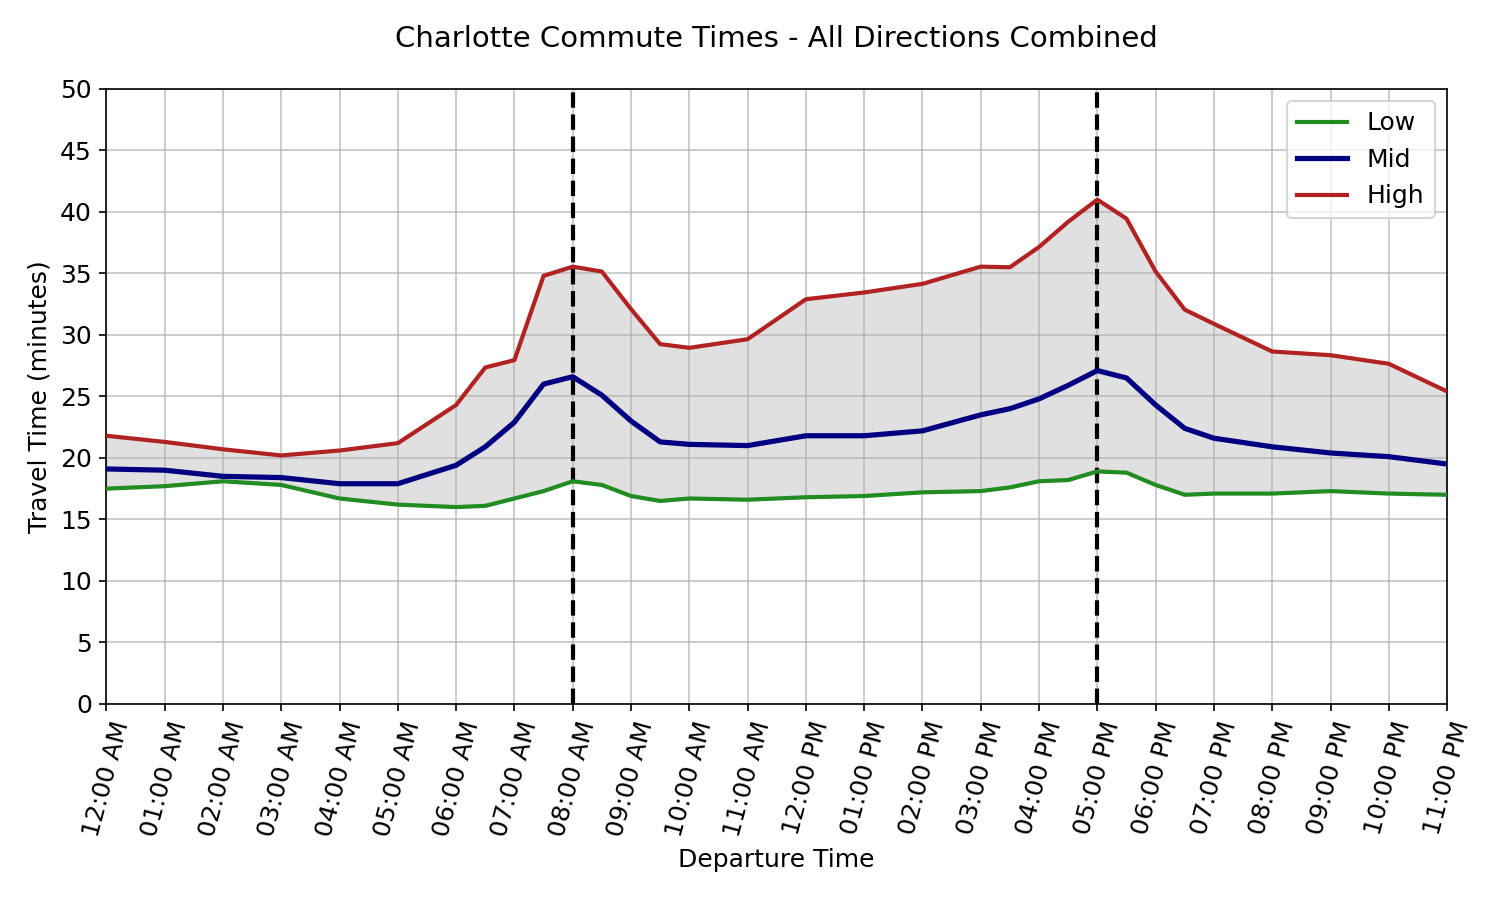 Charlotte Commute Times - All Directions Combined
50
45
40
35
30
25
20
15
10
5
0
Travel Time (minutes)
Low
Mid
High
12:00 AM
01:00 AM
02:00 AM
03:00 AM
04:00 AM
05:00 AM
06:00 AM
07:00 AM
08:00 AM
09:00 AM
10:00 AM
11:00 AM
12:00 PM
01:00 PM
02:00 PM
03:00 PM
04:00 PM
05:00 PM
06:00 PM
07:00 PM
08:00 PM
09:00 PM
10:00 PM
11:00 PM
Departure Time